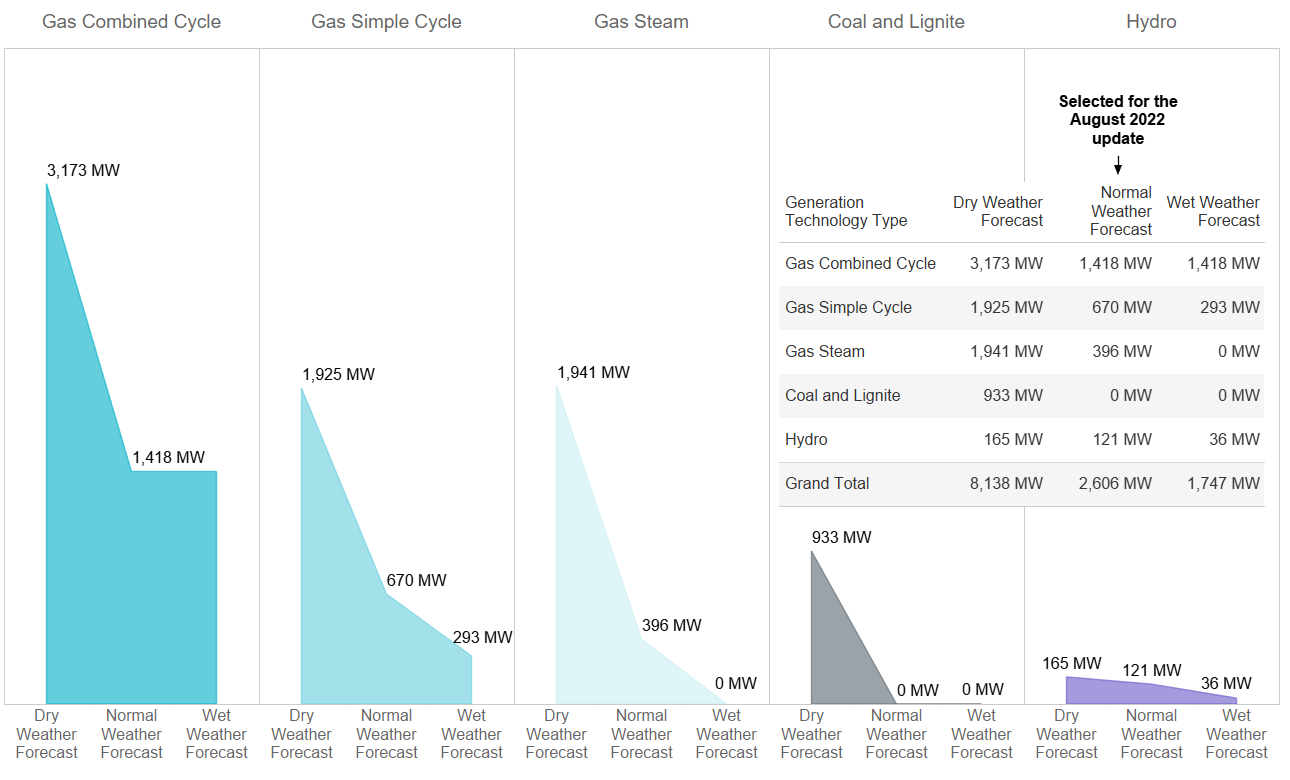 Gas Combined Cycle
Gas Simple Cycle
Gas Steam
Coal and Lignite
Hydro
Selected for the
August 2022
update
3,173 MW
1,418 MW
1,925 MW
670 MW
293 MW
1,941 MW
396 MW
0 MW
Generation
Technology Type
Dry Weather
Forecast
Normal
Weather
Forecast
Wet Weather
Forecast
Gas Combined Cycle 3,173 MW 1,418 MW 1,418 MW
Gas Simple Cycle 1,925 MW 670 MW 293 MW
Gas Steam 1,941 MW 396 MW 0 MW
Coal and Lignite 933 MW 0 MW 0 MW
Hydro 165 MW 121 MW 36 MW
Grand Total 8,138 MW 2,606 MW 1,747 MW
933 MW
0 MW
0 MW
165 MW
121 MW
36 MW
Dry
Weather
Forecast
Normal
Weather
Forecast
Wet
Weather
Forecast
Dry
Weather
Forecast
Normal
Weather
Forecast
Wet
Weather
Forecast
Dry
Weather
Forecast
Normal
Weather
Forecast
Wet
Weather
Forecast
Dry
Weather
Forecast
Normal
Weather
Forecast
Wet
Weather
Forecast
Dry
Weather
Forecast
Normal
Weather
Forecast
Wet
Weather
Forecast